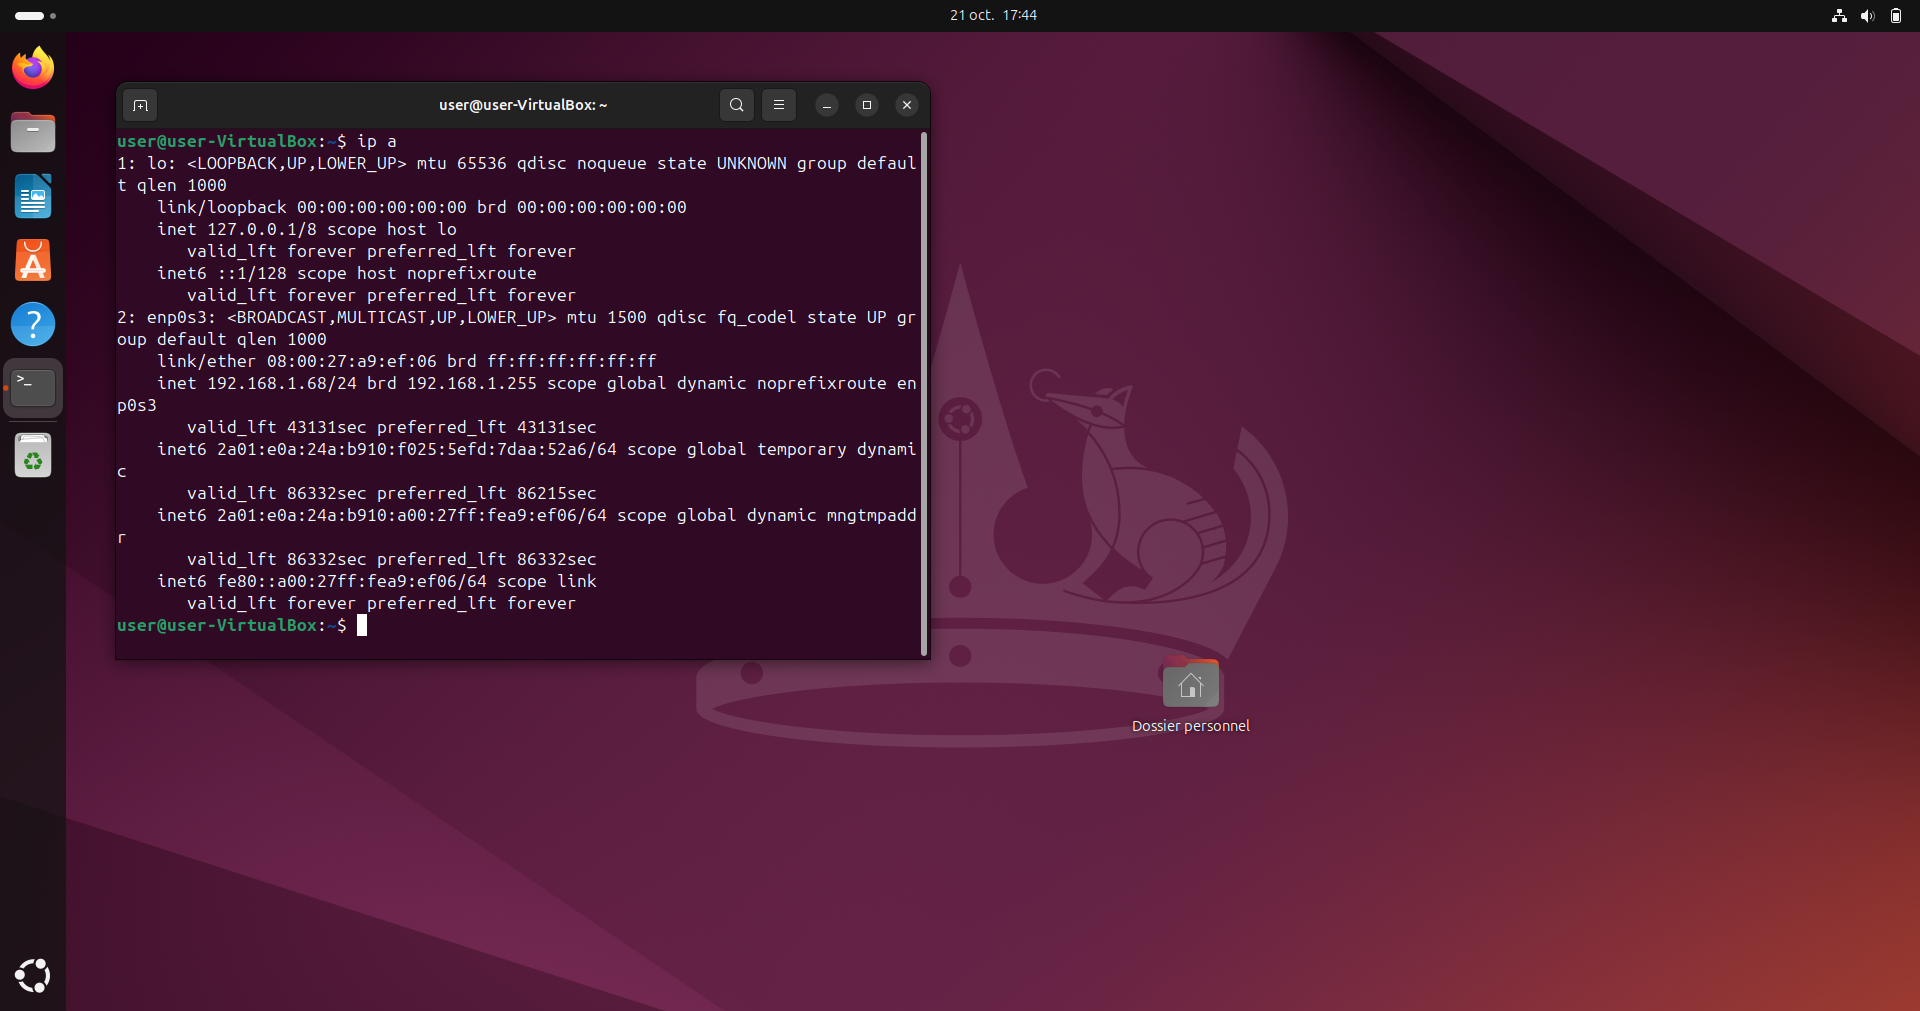 21 oct. 17:44
user@user-VirtualBox: ~
user@user-VirtualBox:~$ ip a
1: lo: <LOOPBACK,UP,LOWER_UP> mtu 65536 qdisc noqueue state UNKNOWN group defaul
t qlen 1000
link/loopback 00:00:00:00:00:00 brd 00:00:00:00:00:00
inet 127.0.0.1/8 scope host lo
valid_lft forever preferred_lft forever
inet6 ::1/128 scope host noprefixroute
valid_lft forever preferred_lft forever
2: enp0s3: <BROADCAST,MULTICAST,UP,LOWER_UP> mtu 1500 qdisc fq_codel state UP gr
oup default qlen 1000
link/ether 08:00:27:a9:ef:06 brd ff:ff:ff:ff:ff:ff
inet 192.168.1.68/24 brd 192.168.1.255 scope global dynamic noprefixroute en
p0s3
valid_lft 43131sec preferred_lft 43131sec
inet6 2a01:e0a:24a:b910:f025:5efd:7daa:52a6/64 scope global temporary dynami
c
valid_lft 86332sec preferred_lft 86215sec
inet6 2a01:e0a:24a:b910:a00:27ff:fea9:ef06/64 scope global dynamic mngtmpadd
r
valid_lft 86332sec preferred_lft 86332sec
inet6 fe80::a00:27ff:fea9:ef06/64 scope link
valid_lft forever preferred_lft forever
user@user-VirtualBox:~$
Dossier personnel